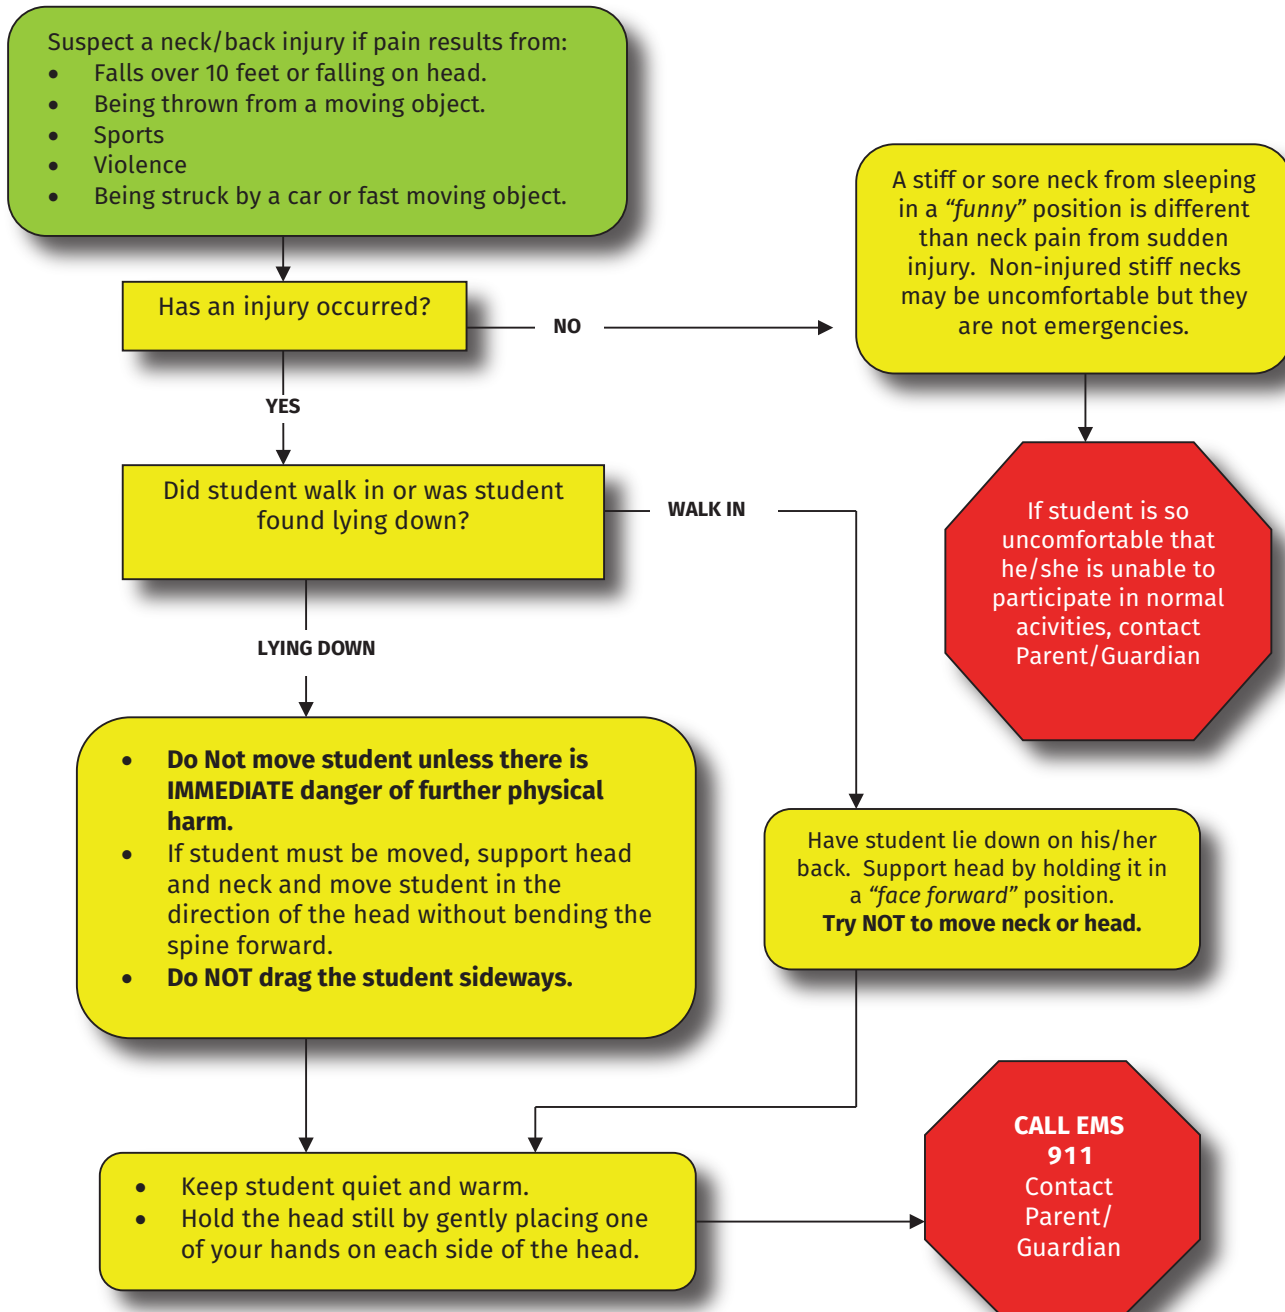 Suspect a neck/back injury if pain results from:
• Falls over 10 feet or falling on head.
• Being thrown from a moving object.
• Sports
• Violence
• Being struck by a car or fast moving object.
A stiff or sore neck from sleeping
in a “funny” position is different
than neck pain from sudden
injury. Non-injured stiff necks
may be uncomfortable but they
are not emergencies.
Has an injury occurred?
NO
YES
Did student walk in or was student
found lying down?
WALK IN
If student is so
uncomfortable that
he/she is unable to
participate in normal
acivities, contact
Parent/Guardian
LYING DOWN
• Do Not move student unless there is
IMMEDIATE danger of further physical
harm.
• If student must be moved, support head
and neck and move student in the
direction of the head without bending the
spine forward.
• Do NOT drag the student sideways.
Have student lie down on his/her
back. Support head by holding it in
a “face forward” position.
Try NOT to move neck or head.
• Keep student quiet and warm.
• Hold the head still by gently placing one
of your hands on each side of the head.
CALL EMS
911
Contact
Parent/
Guardian